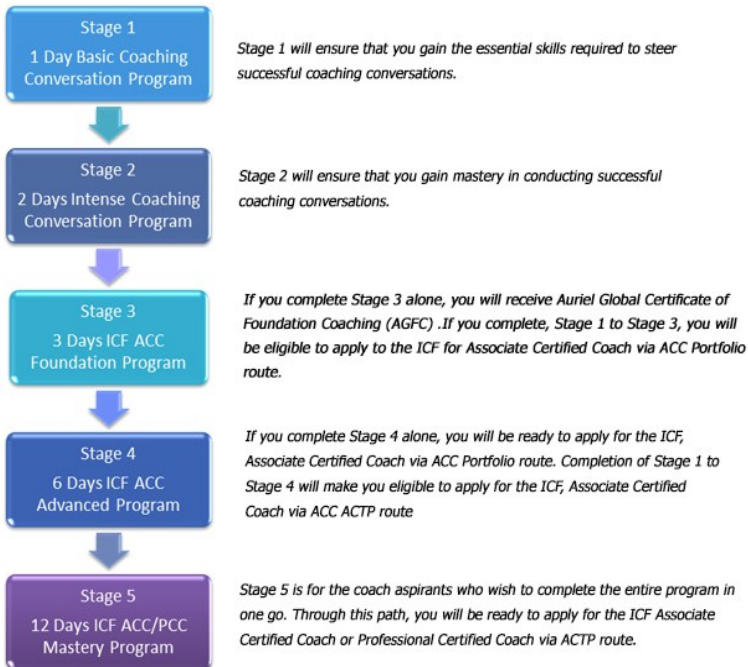 Stage 1
1 Day Basic Coaching
Conversation Program
Stage 1 will ensure that you gain the essential skills required to steer
successful coaching conversations.
Stage 2
2 Days Intense Coaching
Conversation Program
Stage 2 will ensure that you gain mastery in conducting successful
coaching conversations.
Stage 3
3 Days ICF ACC
Foundation Program
If you complete Stage 3 alone, you will receive Auriel Global Certificate of
Foundation Coaching (AGFC) .If you complete, Stage 1 to Stage 3, you will
be eligible to apply to the ICF for Associate Certified Coach via ACC Portfolio
route.
Stage 4
6 Days ICF ACC
Advanced Program
If you complete Stage 4 alone, you will be ready to apply for the ICF,
Associate Certified Coach via ACC Portfolio route. Completion of Stage 1 to
Stage 4 will make you eligible to apply for the ICF, Associate Certified
Coach via ACC ACTP route
Stage 5
12 Days ICF ACC/PCC
Mastery Program
Stage 5 is for the coach aspirants who wish to complete the entire program in
one go. Through this path, you will be ready to apply for the ICF Associate
Certified Coach or Professional Certified Coach via ACTP route.